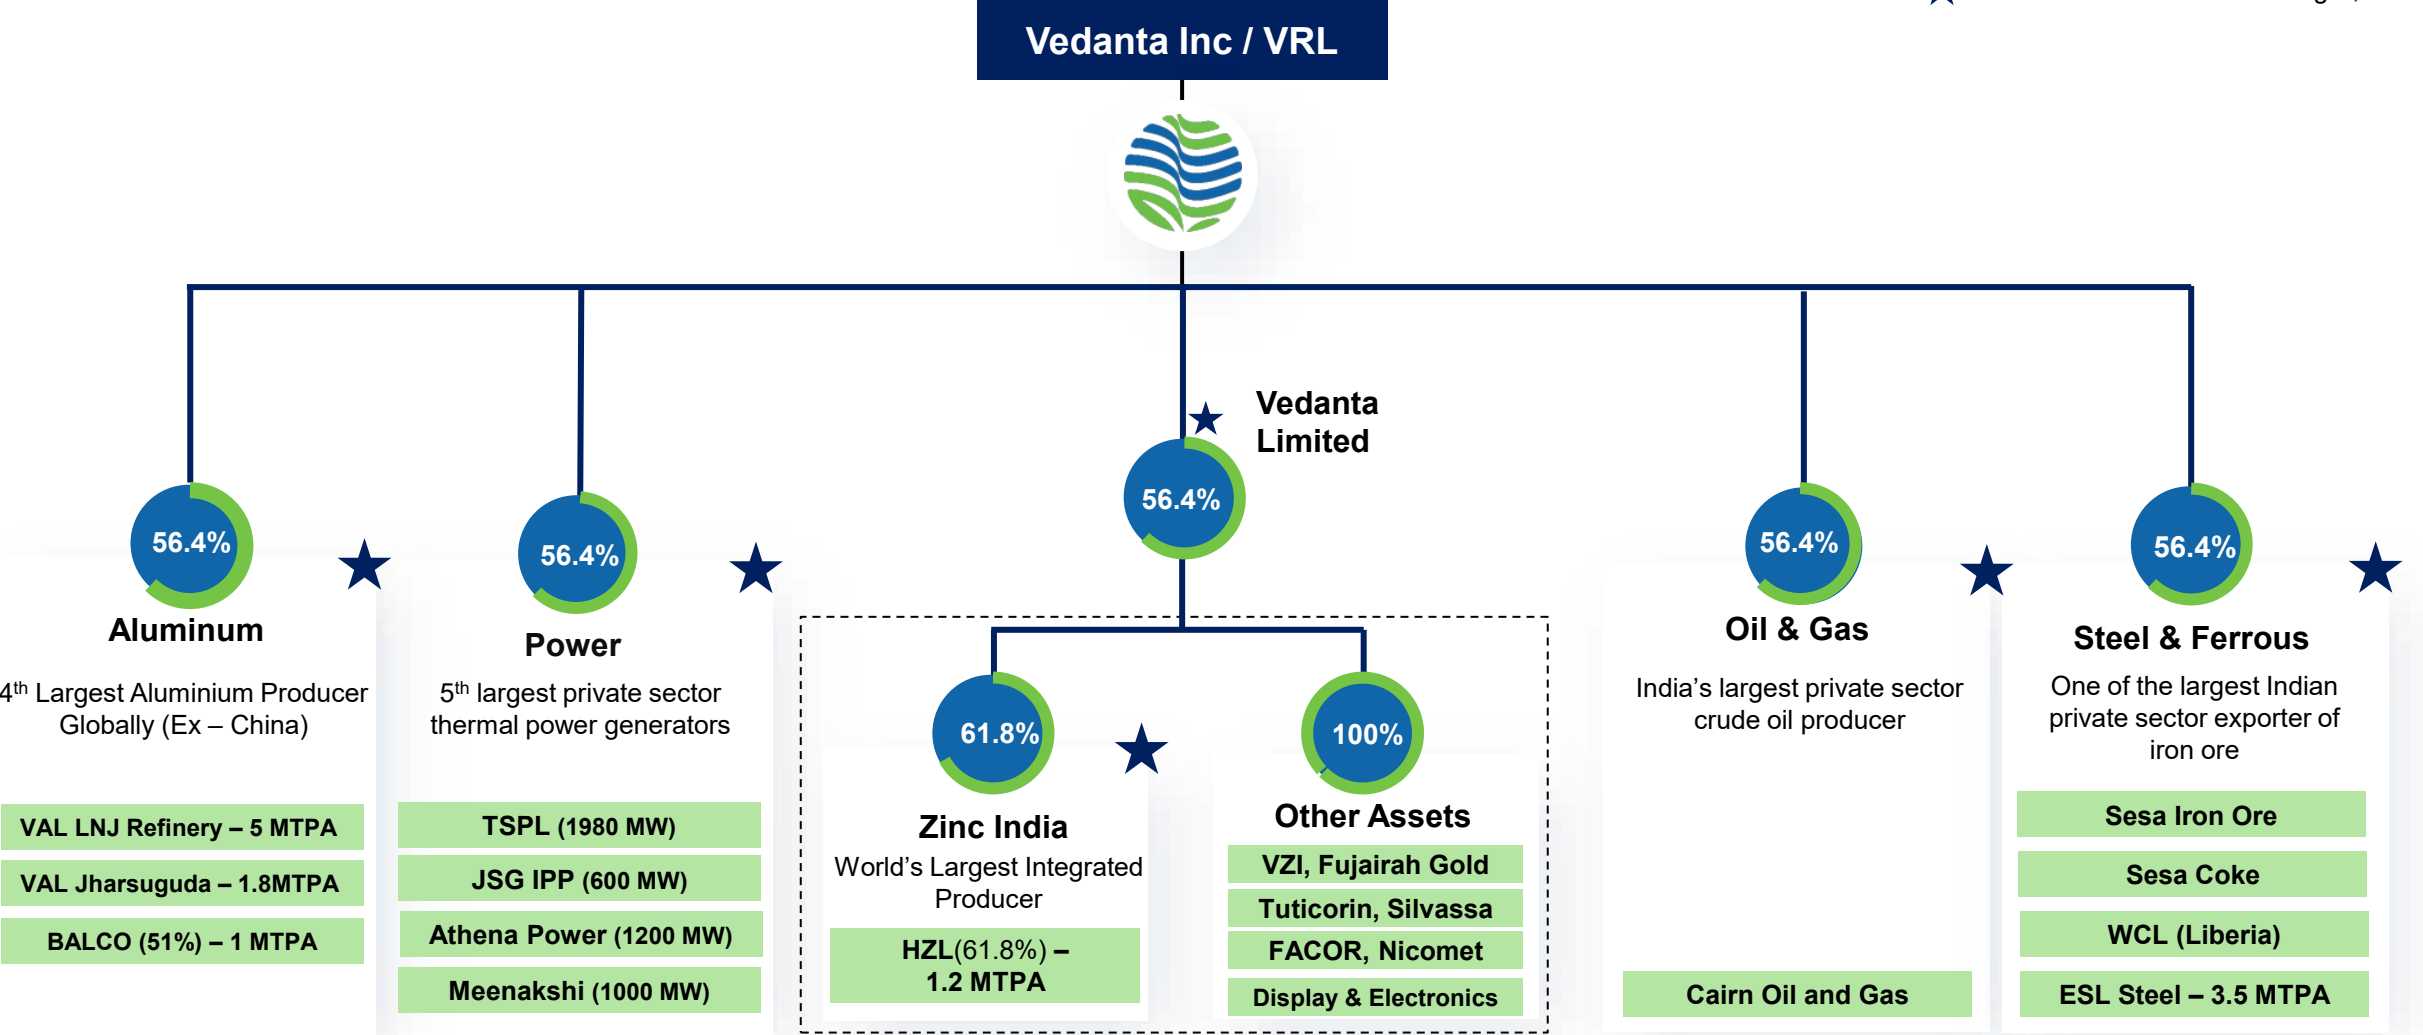 Vedanta Inc / VRL
Vedanta
Limited
56.4%
56.4%
Aluminum
4th Largest Aluminium Producer
Globally (Ex – China)
VAL LNJ Refinery – 5 MTPA
VAL Jharsuguda – 1.8MTPA
BALCO (51%) – 1 MTPA
56.4%
Power
5th largest private sector
thermal power generators
TSPL (1980 MW)
JSG IPP (600 MW)
Athena Power (1200 MW)
Meenakshi (1000 MW)
61.8%
Zinc India
World’s Largest Integrated
Producer
HZL(61.8%) –
1.2 MTPA
100%
Other Assets
VZI, Fujairah Gold
Tuticorin, Silvassa
FACOR, Nicomet
Display & Electronics
56.4%
Oil & Gas
India’s largest private sector
crude oil producer
Cairn Oil and Gas
56.4%
Steel & Ferrous
One of the largest Indian
private sector exporter of
iron ore
Sesa Iron Ore
Sesa Coke
WCL (Liberia)
ESL Steel – 3.5 MTPA